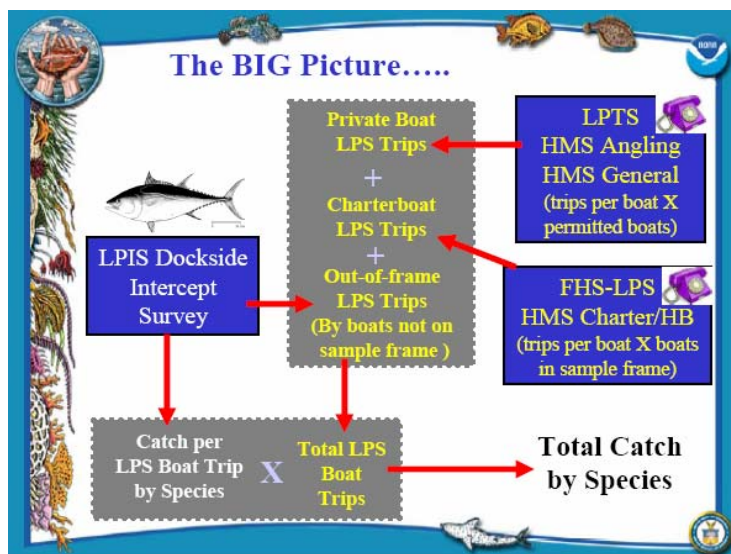 The BIG Picture.....
Private Boat
LPS Trips
+
Charterboat
LPS Trips
+
Out-of-frame
LPS Trips
(By boats not on
sample frame )
LPTS
HMS Angling
HMS General
(trips per boat X
permitted boats)
LPIS Dockside
Intercept
Survey
FHS-LPS
HMS Charter/HB
(trips per boat X boats
in sample frame)
Catch per
LPS Boat Trip
by Species
X
Total LPS
Boat
Trips
Total Catch
by Species
NOAA